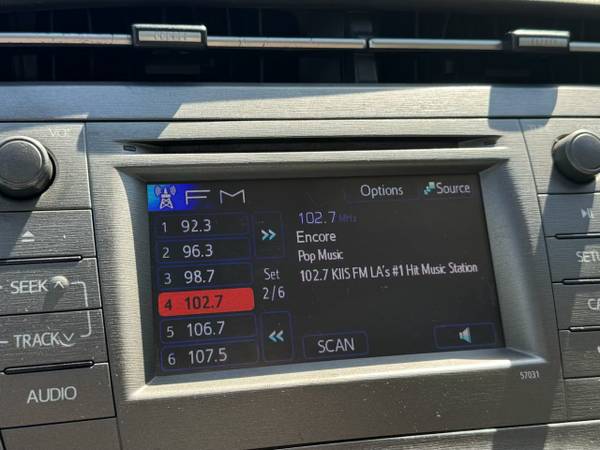 VOL
FM
Options
Source
1 92.3
102.7 MHz
Encore
2 96.3
Pop Music
3 98.7
Set
102.7 KIIS FM LA's #1 Hit Music Station
4 102.7
2/6
5 106.7
6 107.5
SCAN
57031
SEEK
TRACK
AUDIO
SETU
CA